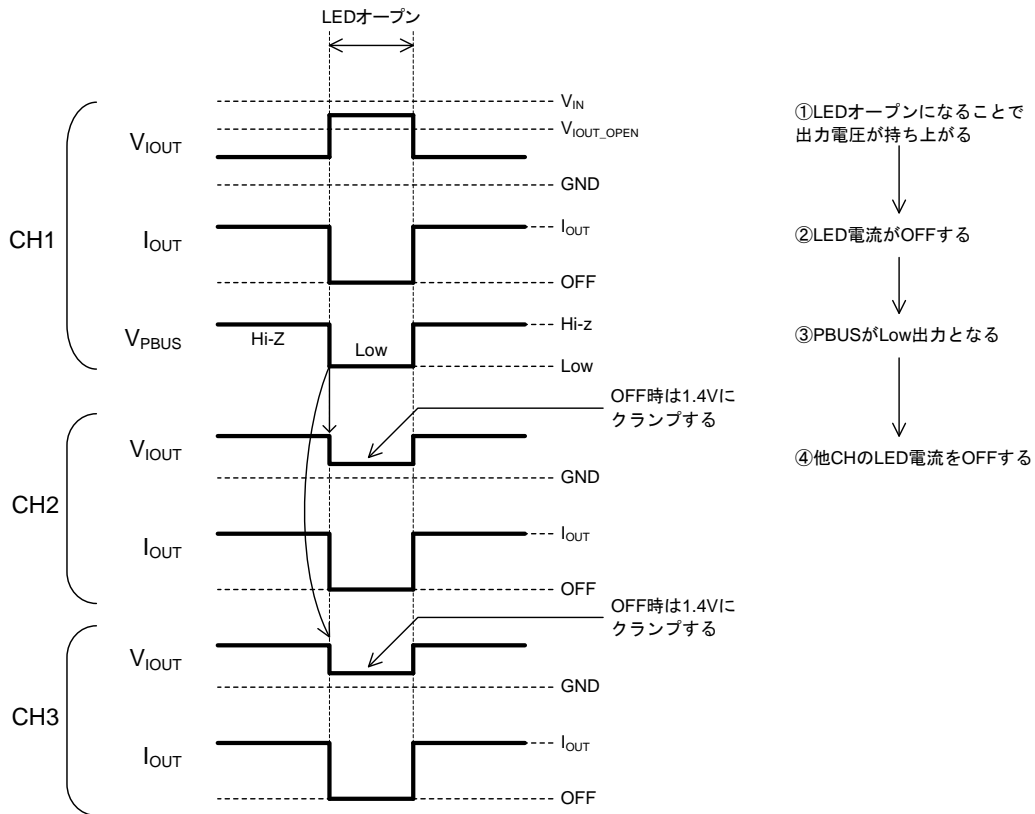 LEDオープン
CH1
VIOUT
VIN
VIOUT_OPEN
GND
IOUT
IOUT
OFF
VPBUS
Hi-Z
Low
Hi-z
Low
CH2
VIOUT
OFF時は1.4Vに
クランプする
GND
IOUT
IOUT
OFF
CH3
VIOUT
OFF時は1.4Vに
クランプする
GND
IOUT
IOUT
OFF
①LEDオープンになることで
出力電圧が持ち上がる
②LED電流がOFFする
③PBUSがLow出力となる
④他CHのLED電流をOFFする